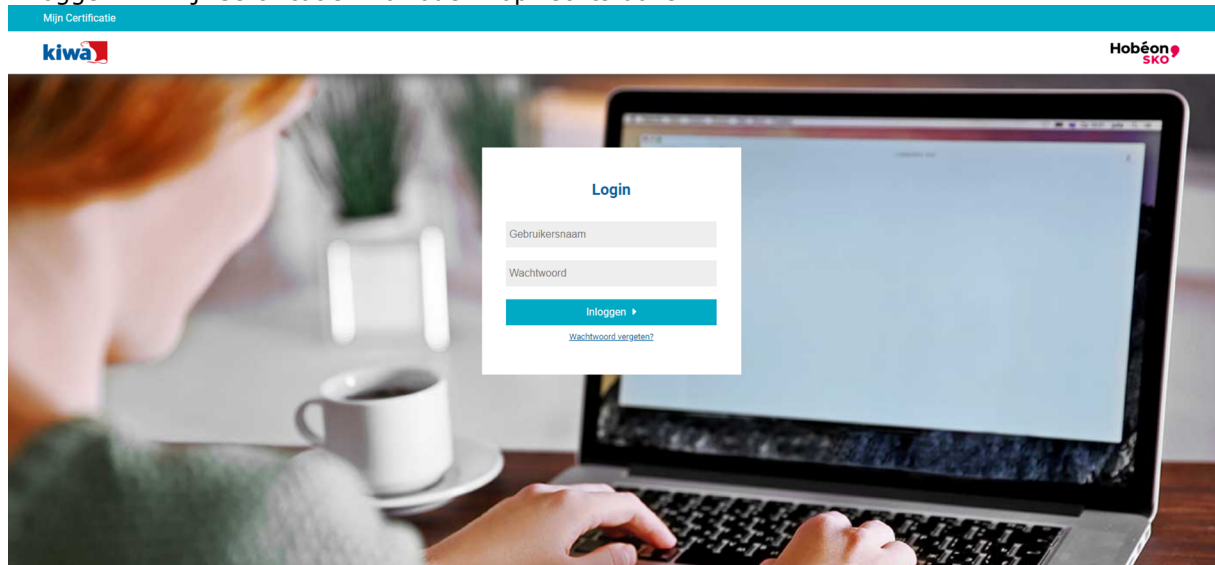 Mijn Certificatie
kiwa
Hobéon
SKO
Login
Gebruikersnaam
Wachtwoord
Inloggen
Wachtwoord vergeten?